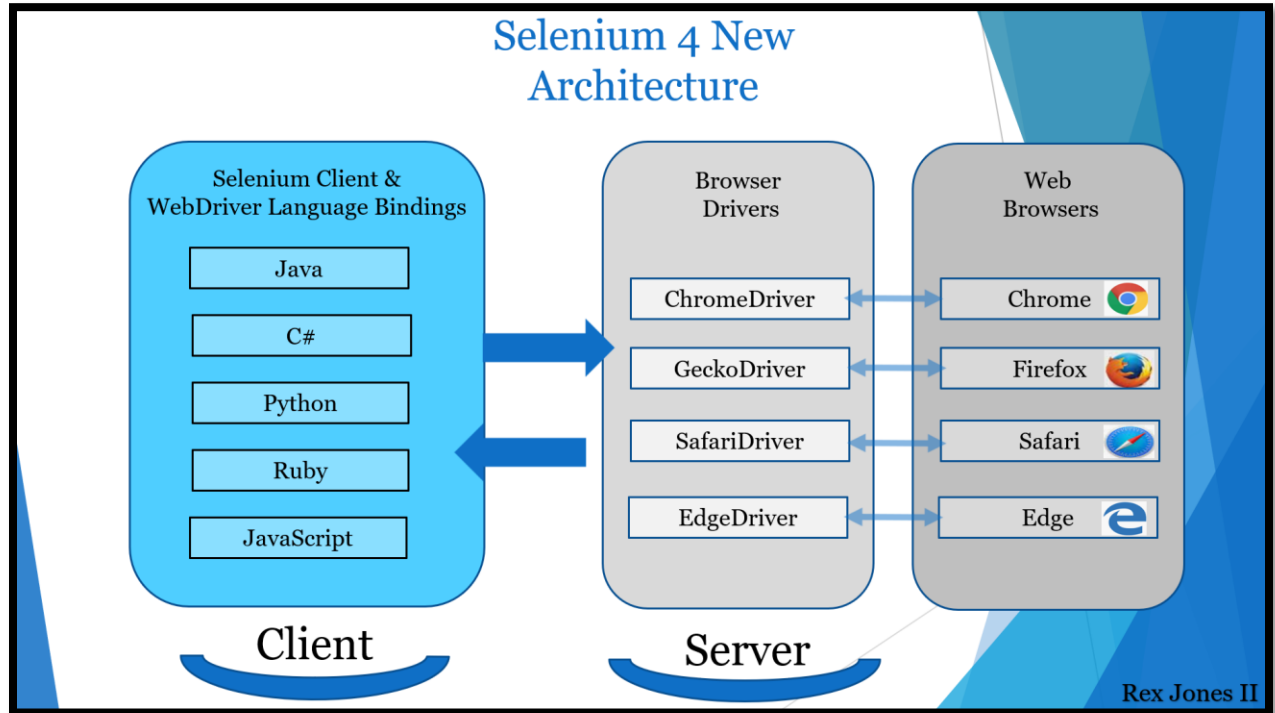 Selenium 4 New
Architecture
Selenium Client &
WebDriver Language Bindings
Java
C#
Python
Ruby
JavaScript
Client
Browser
Drivers
ChromeDriver
GeckoDriver
SafariDriver
EdgeDriver
Server
Web
Browsers
Chrome
Firefox
Safari
Edge
Rex Jones II